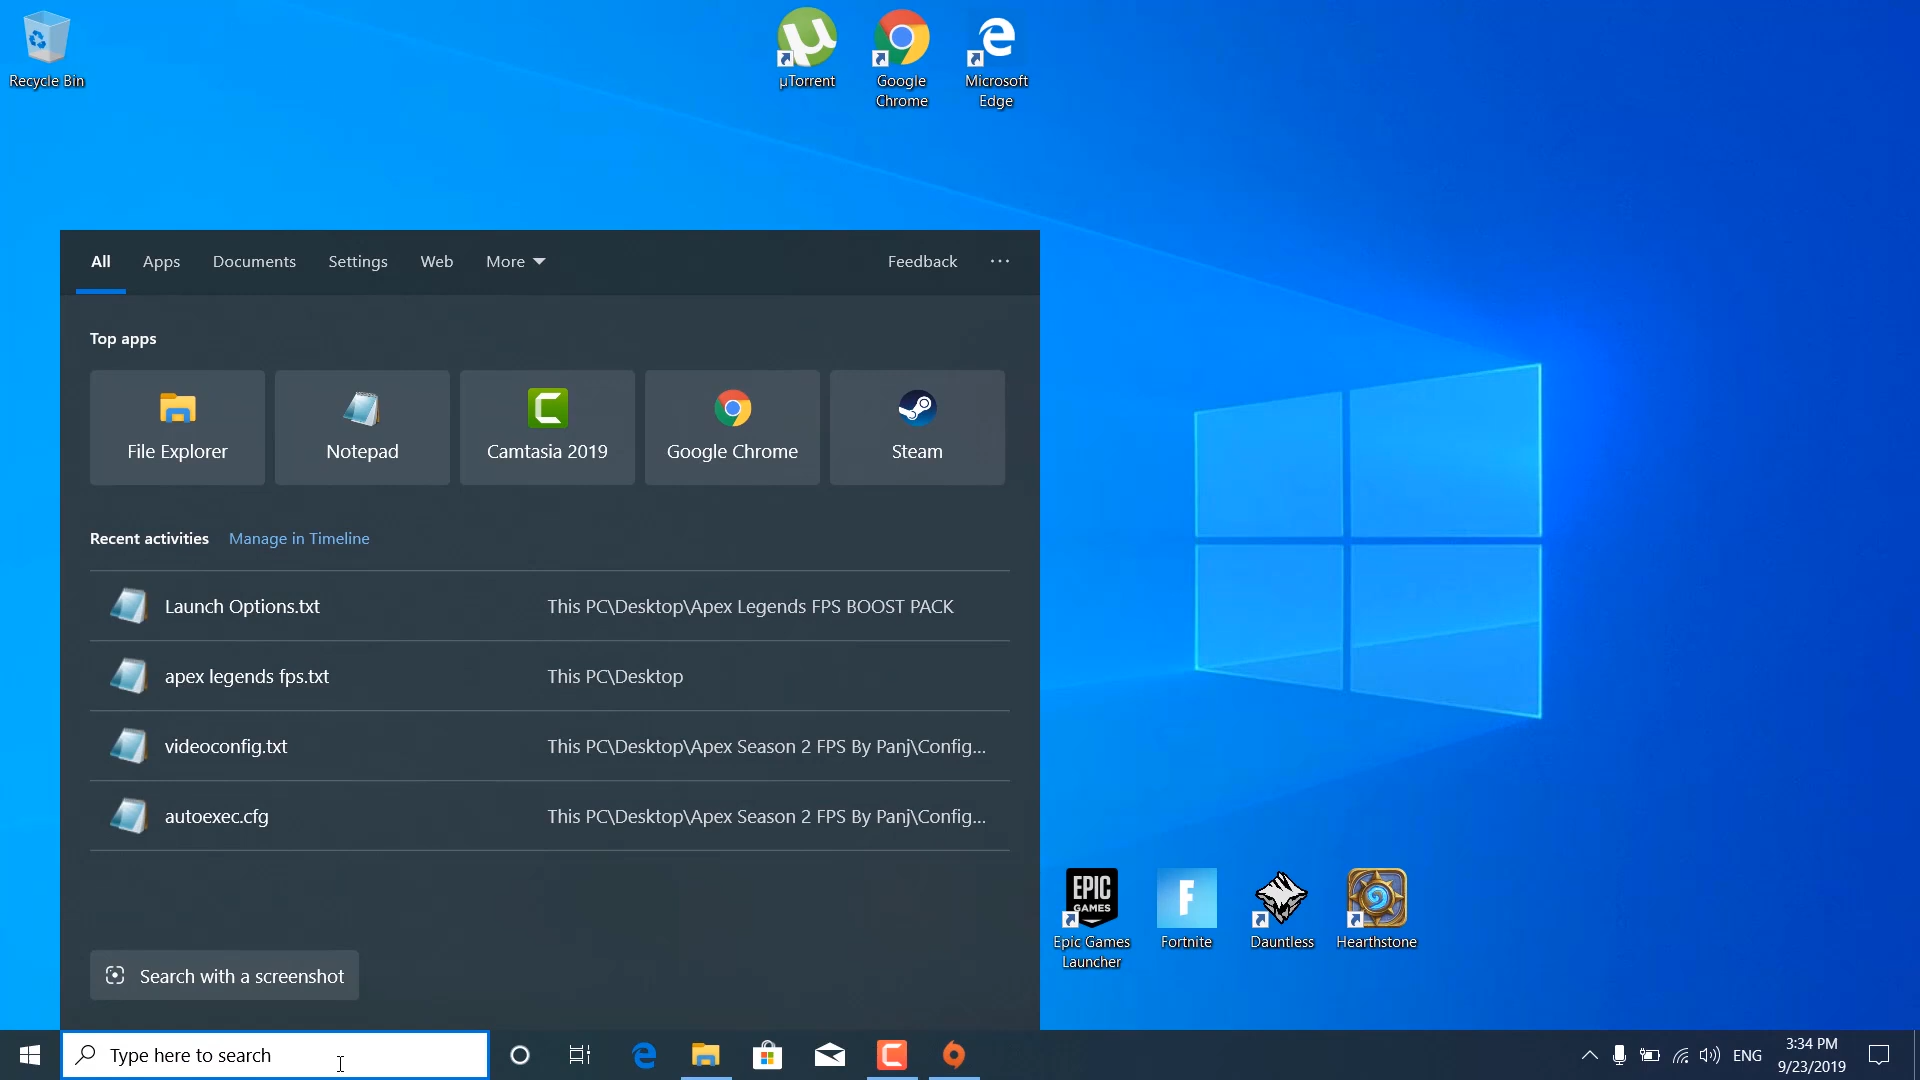 Recycle Bin
µTorrent
Google
Chrome
Microsoft
Edge
All Apps Documents Settings Web More Feedback ···
Top apps
File Explorer
Notepad
Camtasia 2019
Google Chrome
Steam
Recent activities Manage in Timeline
Launch Options.txt This PC\Desktop\Apex Legends FPS BOOST PACK
apex legends fps.txt This PC\Desktop
videoconfig.txt This PC\Desktop\Apex Season 2 FPS By Panj\Config...
autoexec.cfg This PC\Desktop\Apex Season 2 FPS By Panj\Config...
Search with a screenshot
EPIC
GAMES
Epic Games
Launcher
F
Fortnite
Dauntless
Hearthstone
Type here to search
ENG
3:34 PM
9/23/2019